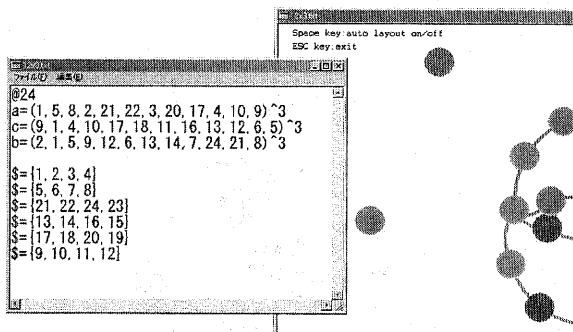 Space key:auto layout on/off
ESC key:exit
ファイル(F) 編集(E)
@24
a=(1, 5, 8, 2, 21, 22, 3, 20, 17, 4, 10, 9)^3
c=(9, 1, 4, 10, 17, 18, 11, 16, 13, 12, 6, 5)^3
b=(2, 1, 5, 9, 12, 6, 13, 14, 7, 24, 21, 8)^3
$={1, 2, 3, 4}
$={5, 6, 7, 8}
$={21, 22, 24, 23}
$={13, 14, 16, 15}
$={17, 18, 20, 19}
$={9, 10, 11, 12}